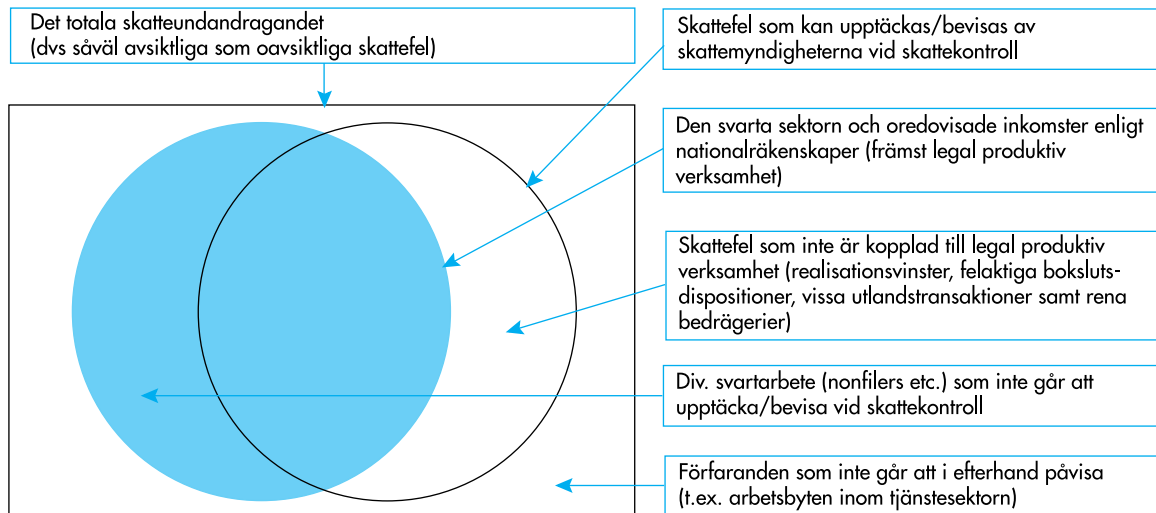 Det totala skatteundandragandet
(dvs såväl avsiktliga som oavsiktliga skattefel)
Skattefel som kan upptäckas/bevisas av
skattemyndigheterna vid skattekontroll
Den svarta sektorn och oredovisade inkomster enligt
nationalräkenskaper (främst legal produktiv
verksamhet)
Skattefel som inte är kopplad till legal produktiv
verksamhet (realisationsvinster, felaktiga boksluts-
dispositioner, vissa utlandstransaktioner samt rena
bedrägerier)
Div. svartarbete (nonfilers etc.) som inte går att
upptäcka/bevisa vid skattekontroll
Förfaranden som inte går att i efterhand påvisa
(t.ex. arbetsbyten inom tjänstesektorn)